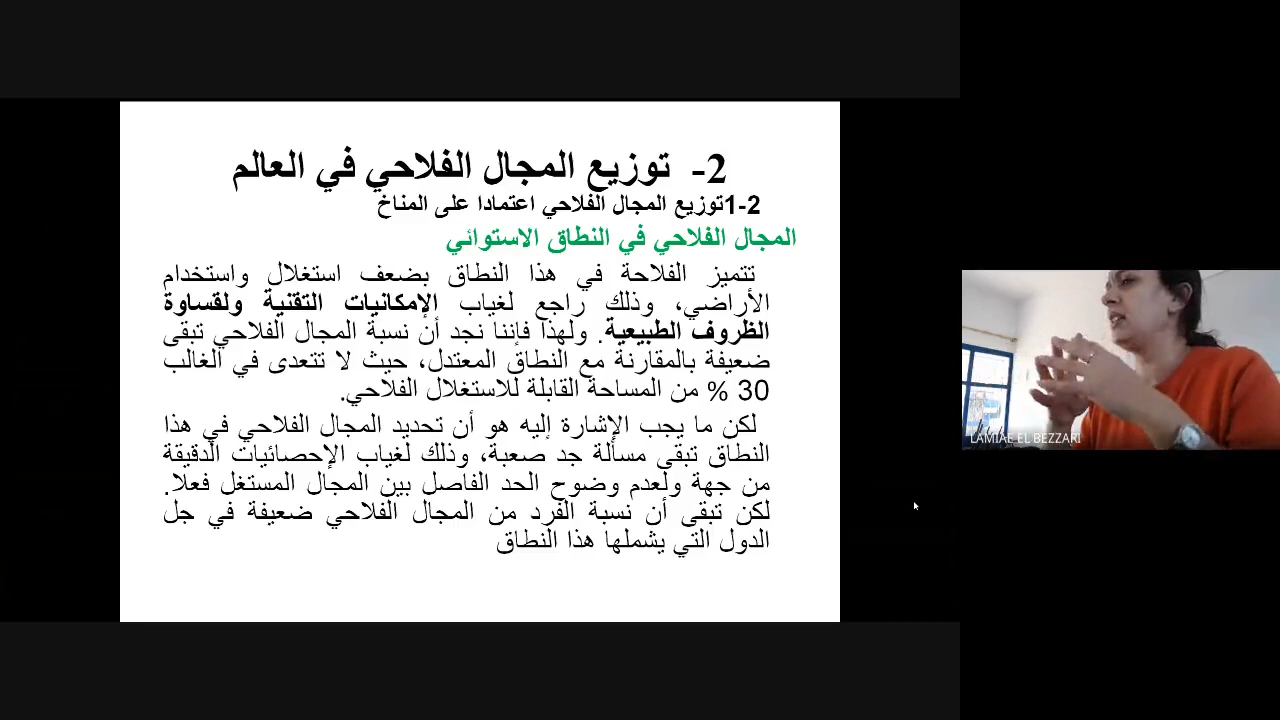 2- توزيع المجال الفلاحي في العالم
1-2توزيع المجال الفلاحي اعتمادا على المناخ
المجال الفلاحي في النطاق الاستوائي
تتميز الفلاحة في هذا النطاق بضعف استغلال واستخدام
الأراضي، وذلك راجع لغياب الإمكانيات التقنية ولقساوة
الظروف الطبيعية. ولهذا فإننا نجد أن نسبة المجال الفلاحي تبقى
ضعيفة بالمقارنة مع النطاق المعتدل، حيث لا تتعدى في الغالب
30 % من المساحة القابلة للاستغلال الفلاحي.
لكن ما يجب الإشارة إليه هو أن تحديد المجال الفلاحي في هذا
النطاق تبقى مسألة جد صعبة، وذلك لغياب الإحصائيات الدقيقة
من جهة ولعدم وضوح الحد الفاصل بين المجال المستغل فعلا.
لكن تبقى أن نسبة الفرد من المجال الفلاحي ضعيفة في جل
الدول التي يشملها هذا النطاق
LAMIAE EL BEZZARI